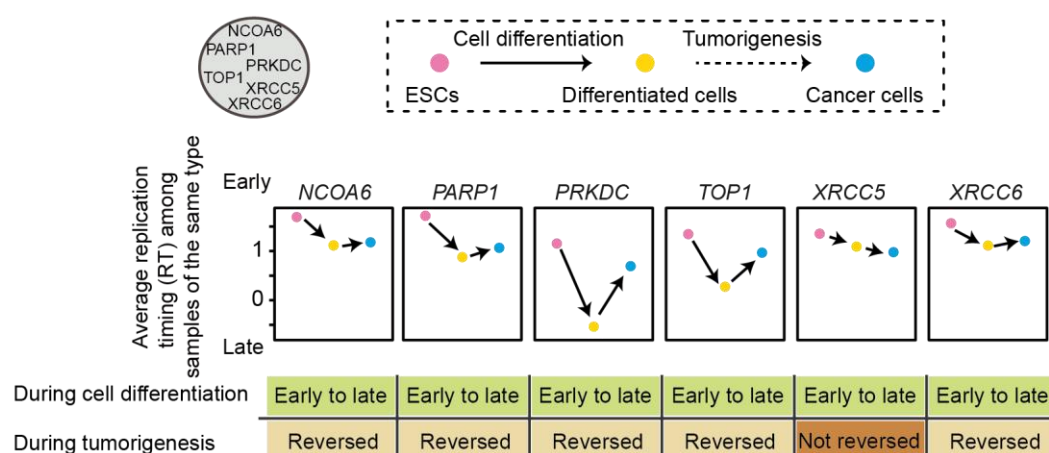 NCOA6
PARP1
PRKDC
TOP1
XRCC5
XRCC6
Cell differentiation
Tumorigenesis
ESCs
Differentiated cells
Cancer cells
Average replication
timing (RT) among
samples of the same type
Early
1
0
Late
NCOA6
PARP1
PRKDC
TOP1
XRCC5
XRCC6
During cell differentiation
Early to late
Early to late
Early to late
Early to late
Early to late
Early to late
During tumorigenesis
Reversed
Reversed
Reversed
Reversed
Not reversed
Reversed